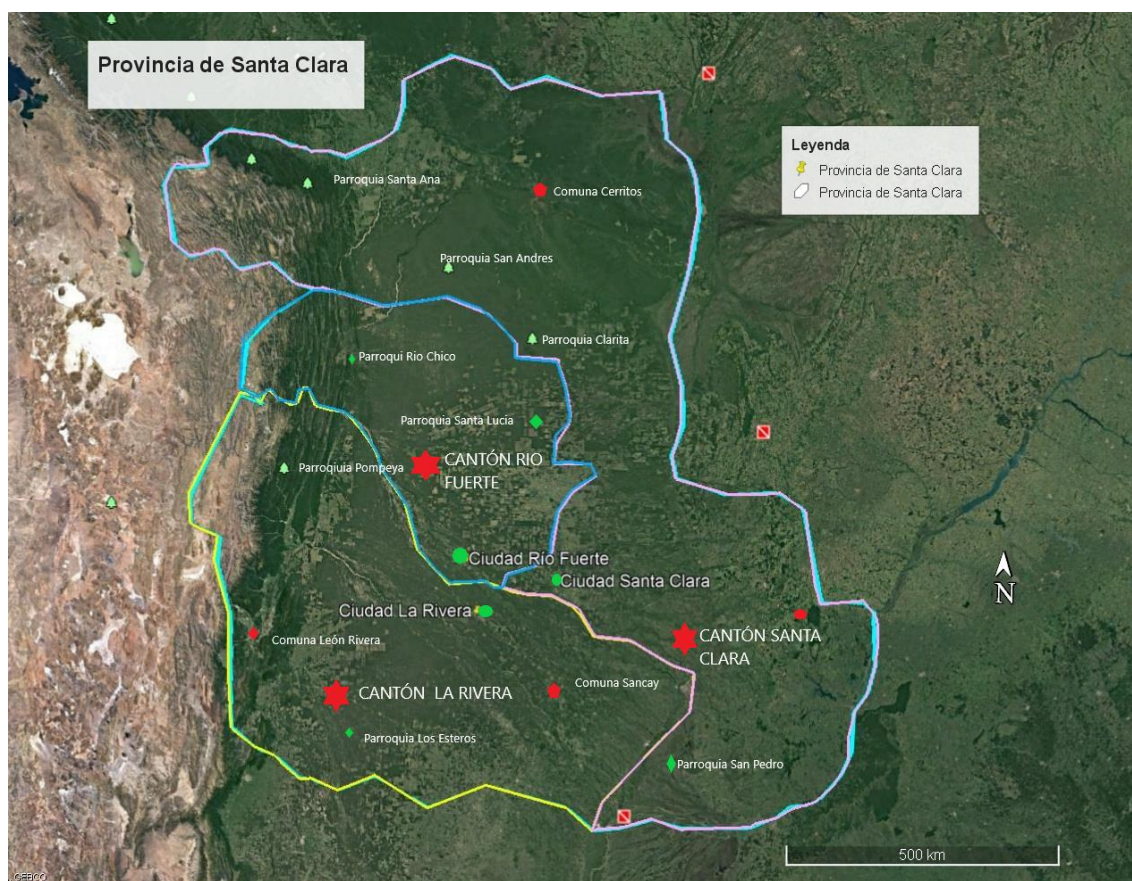 Provincia de Santa Clara
Leyenda
Provincia de Santa Clara
Provincia de Santa Clara
Parroquia Santa Ana
Comuna Cerritos
Parroquia San Andres
Parroquia Clarita
Parroqui Rio Chico
Parroquia Santa Lucia
CANTÓN RIO
FUERTE
Parroqiuia Pompeya
Ciudad Río Fuerte
Ciudad Santa Clara
Ciudad La Rivera
N
Comuna León Rivera
CANTÓN SANTA
CLARA
Comuna Sancay
CANTÓN LA RIVERA
Parroquia Los Esteros
Parroquia San Pedro
500 km
GEBCO